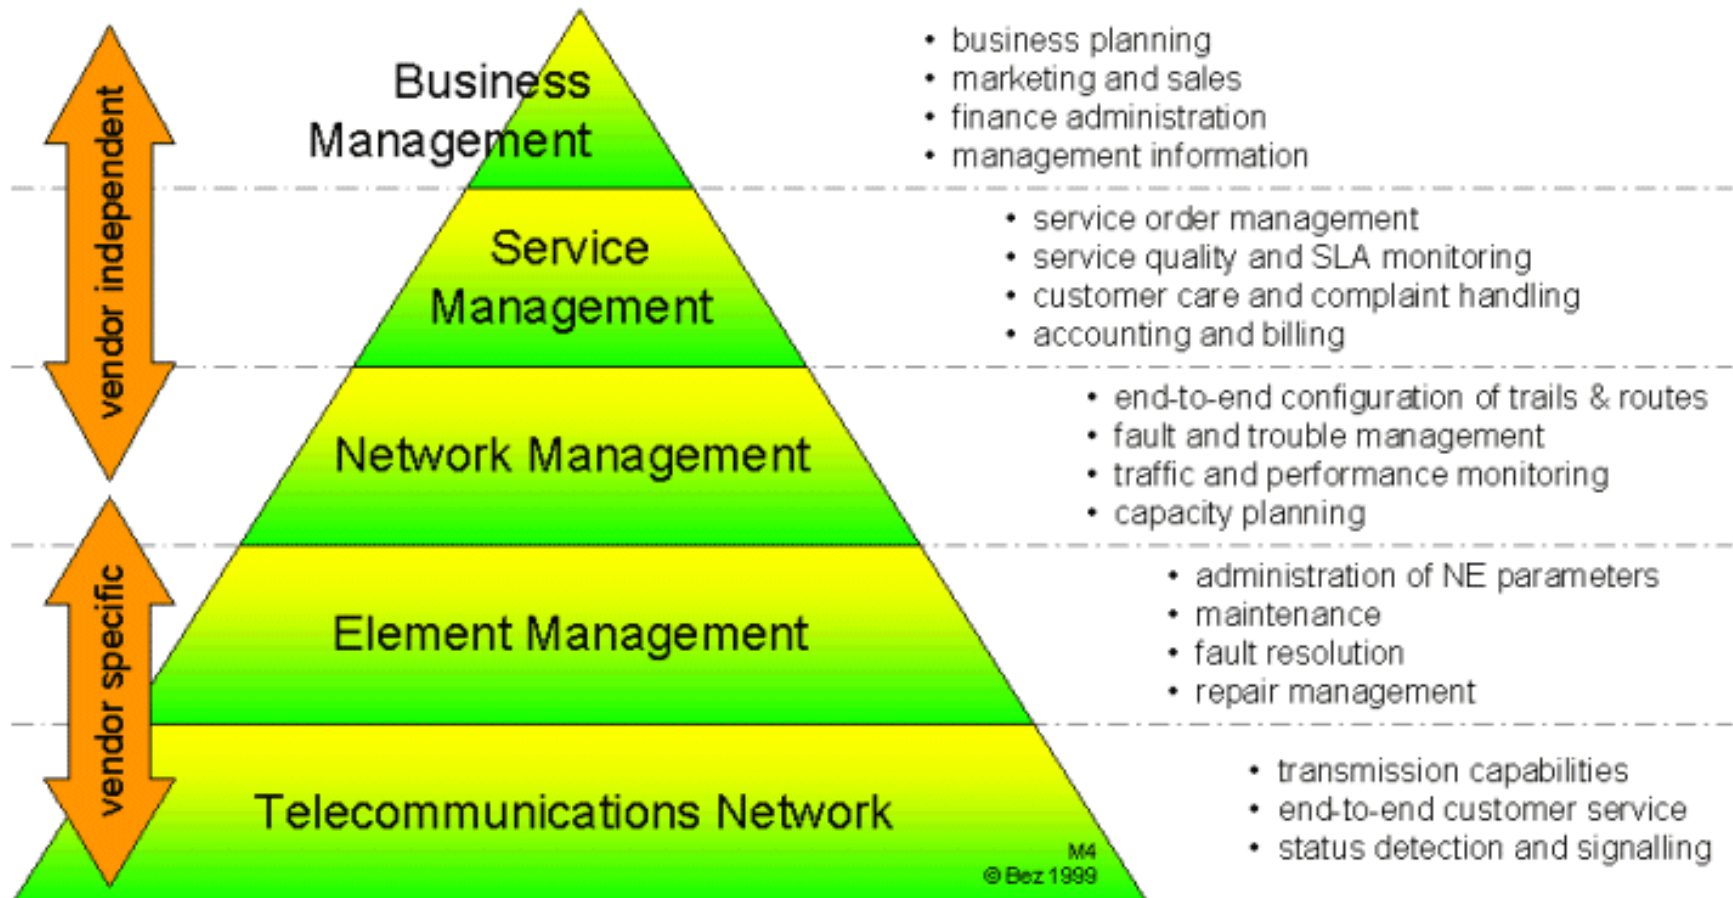 vendor independent
vendor specific
Business
Management
• business planning
• marketing and sales
• finance administration
• management information
Service
Management
• service order management
• service quality and SLA monitoring
• customer care and complaint handling
• accounting and billing
Network Management
• end-to-end configuration of trails & routes
• fault and trouble management
• traffic and performance monitoring
• capacity planning
Element Management
• administration of NE parameters
• maintenance
• fault resolution
• repair management
Telecommunications Network
• transmission capabilities
• end-to-end customer service
• status detection and signalling
M4
© Bez 1999